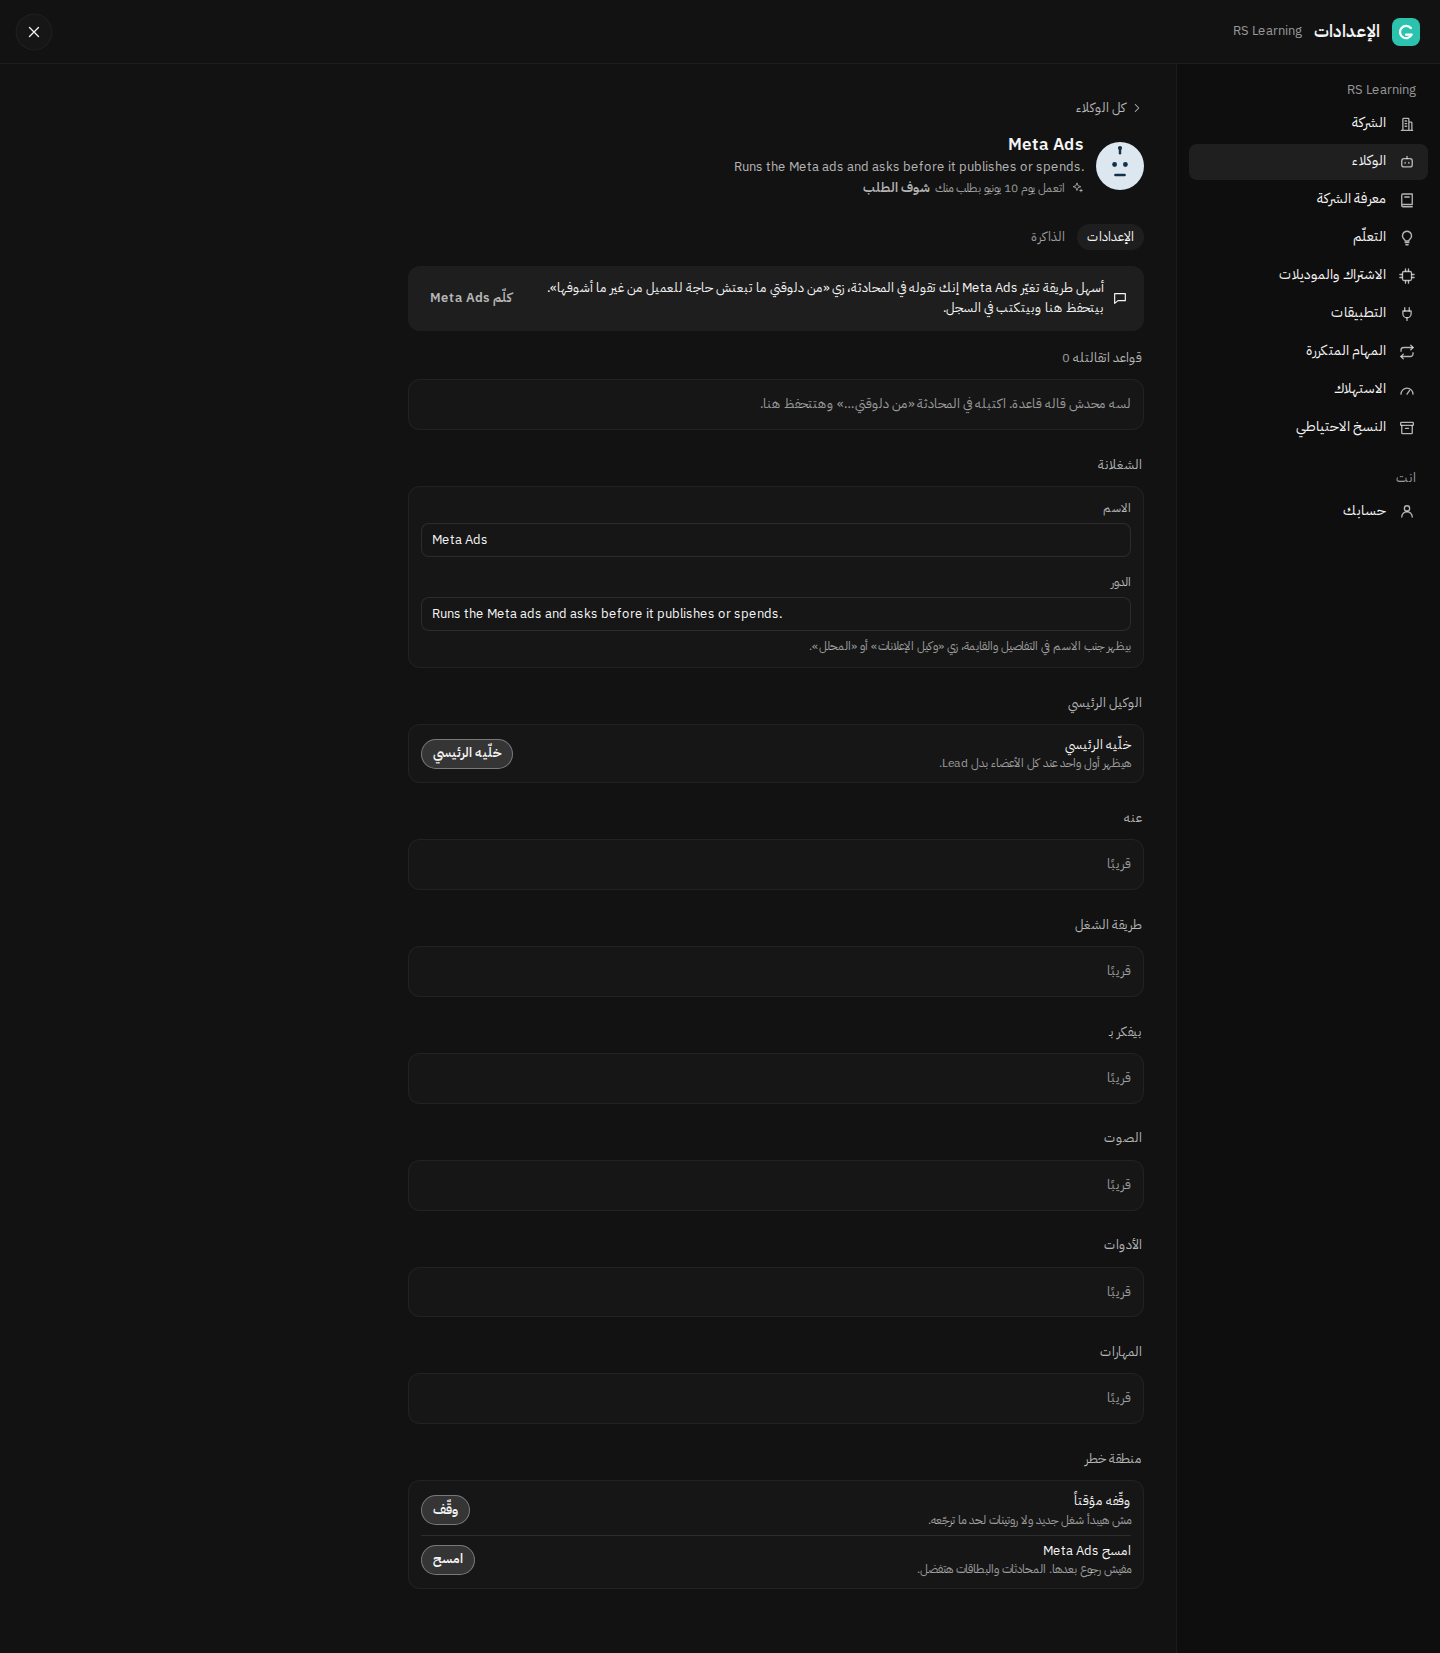 الإعدادات RS Learning
RS Learning
الشركة
الوكلاء
معرفة الشركة
التعلّم
الاشتراك والموديلات
التطبيقات
المهام المتكررة
الاستهلاك
النسخ الاحتياطي
انت
حسابك
كل الوكلاء
Meta Ads
Runs the Meta ads and asks before it publishes or spends.
اتعمل يوم 10 يونيو بطلب منك شوف الطلب
الإعدادات
الذاكرة
أسهل طريقة تغيّر Meta Ads إنك تقوله في المحادثة، زي «من دلوقتي ما تبعتش حاجة للعميل من غير ما أشوفها».
بيتحفظ هنا وبيتكتب في السجل.
كلّم Meta Ads
قواعد اتقالتله 0
لسه محدش قاله قاعدة. اكتبله في المحادثة «من دلوقتي…» وهتتحفظ هنا.
الشغلانة
الاسم
Meta Ads
الدور
Runs the Meta ads and asks before it publishes or spends.
بيظهر جنب الاسم في التفاصيل والقايمة، زي «وكيل الإعلانات» أو «المحلل».
الوكيل الرئيسي
خلّيه الرئيسي
هيظهر أول واحد عند كل الأعضاء بدل Lead.
خلّيه الرئيسي
عنه
قريبًا
طريقة الشغل
قريبًا
بيفكر بـ
قريبًا
الصوت
قريبًا
الأدوات
قريبًا
المهارات
قريبًا
منطقة خطر
وقّفه مؤقتاً
مش هيبدأ شغل جديد ولا روتينات لحد ما ترجّعه.
وقّف
امسح Meta Ads
مفيش رجوع بعدها. المحادثات والبطاقات هتفضل.
امسح